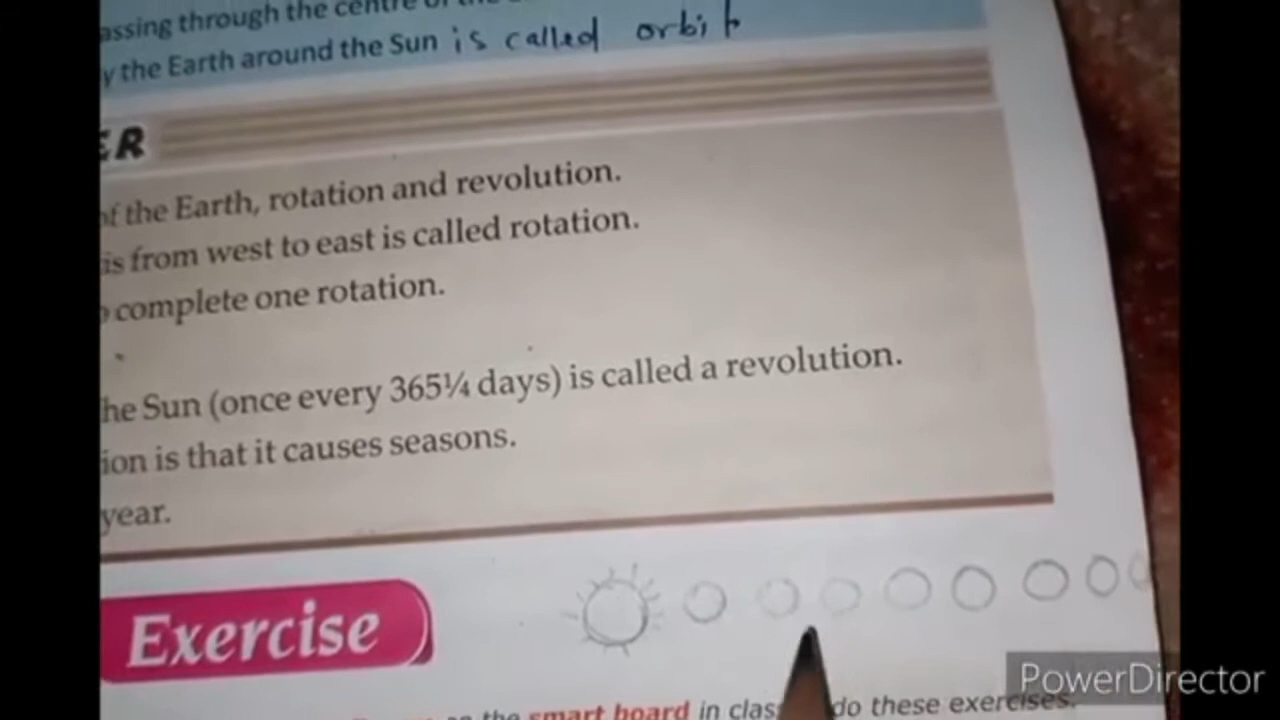 assing through the centre of the
y the Earth around the Sun is called orbit
ER
of the Earth, rotation and revolution.
is from west to east is called rotation.
o complete one rotation.
he Sun (once every 365¼ days) is called a revolution.
ion is that it causes seasons.
year.
Exercise
on the smart board in class do these exercises.
PowerDirector